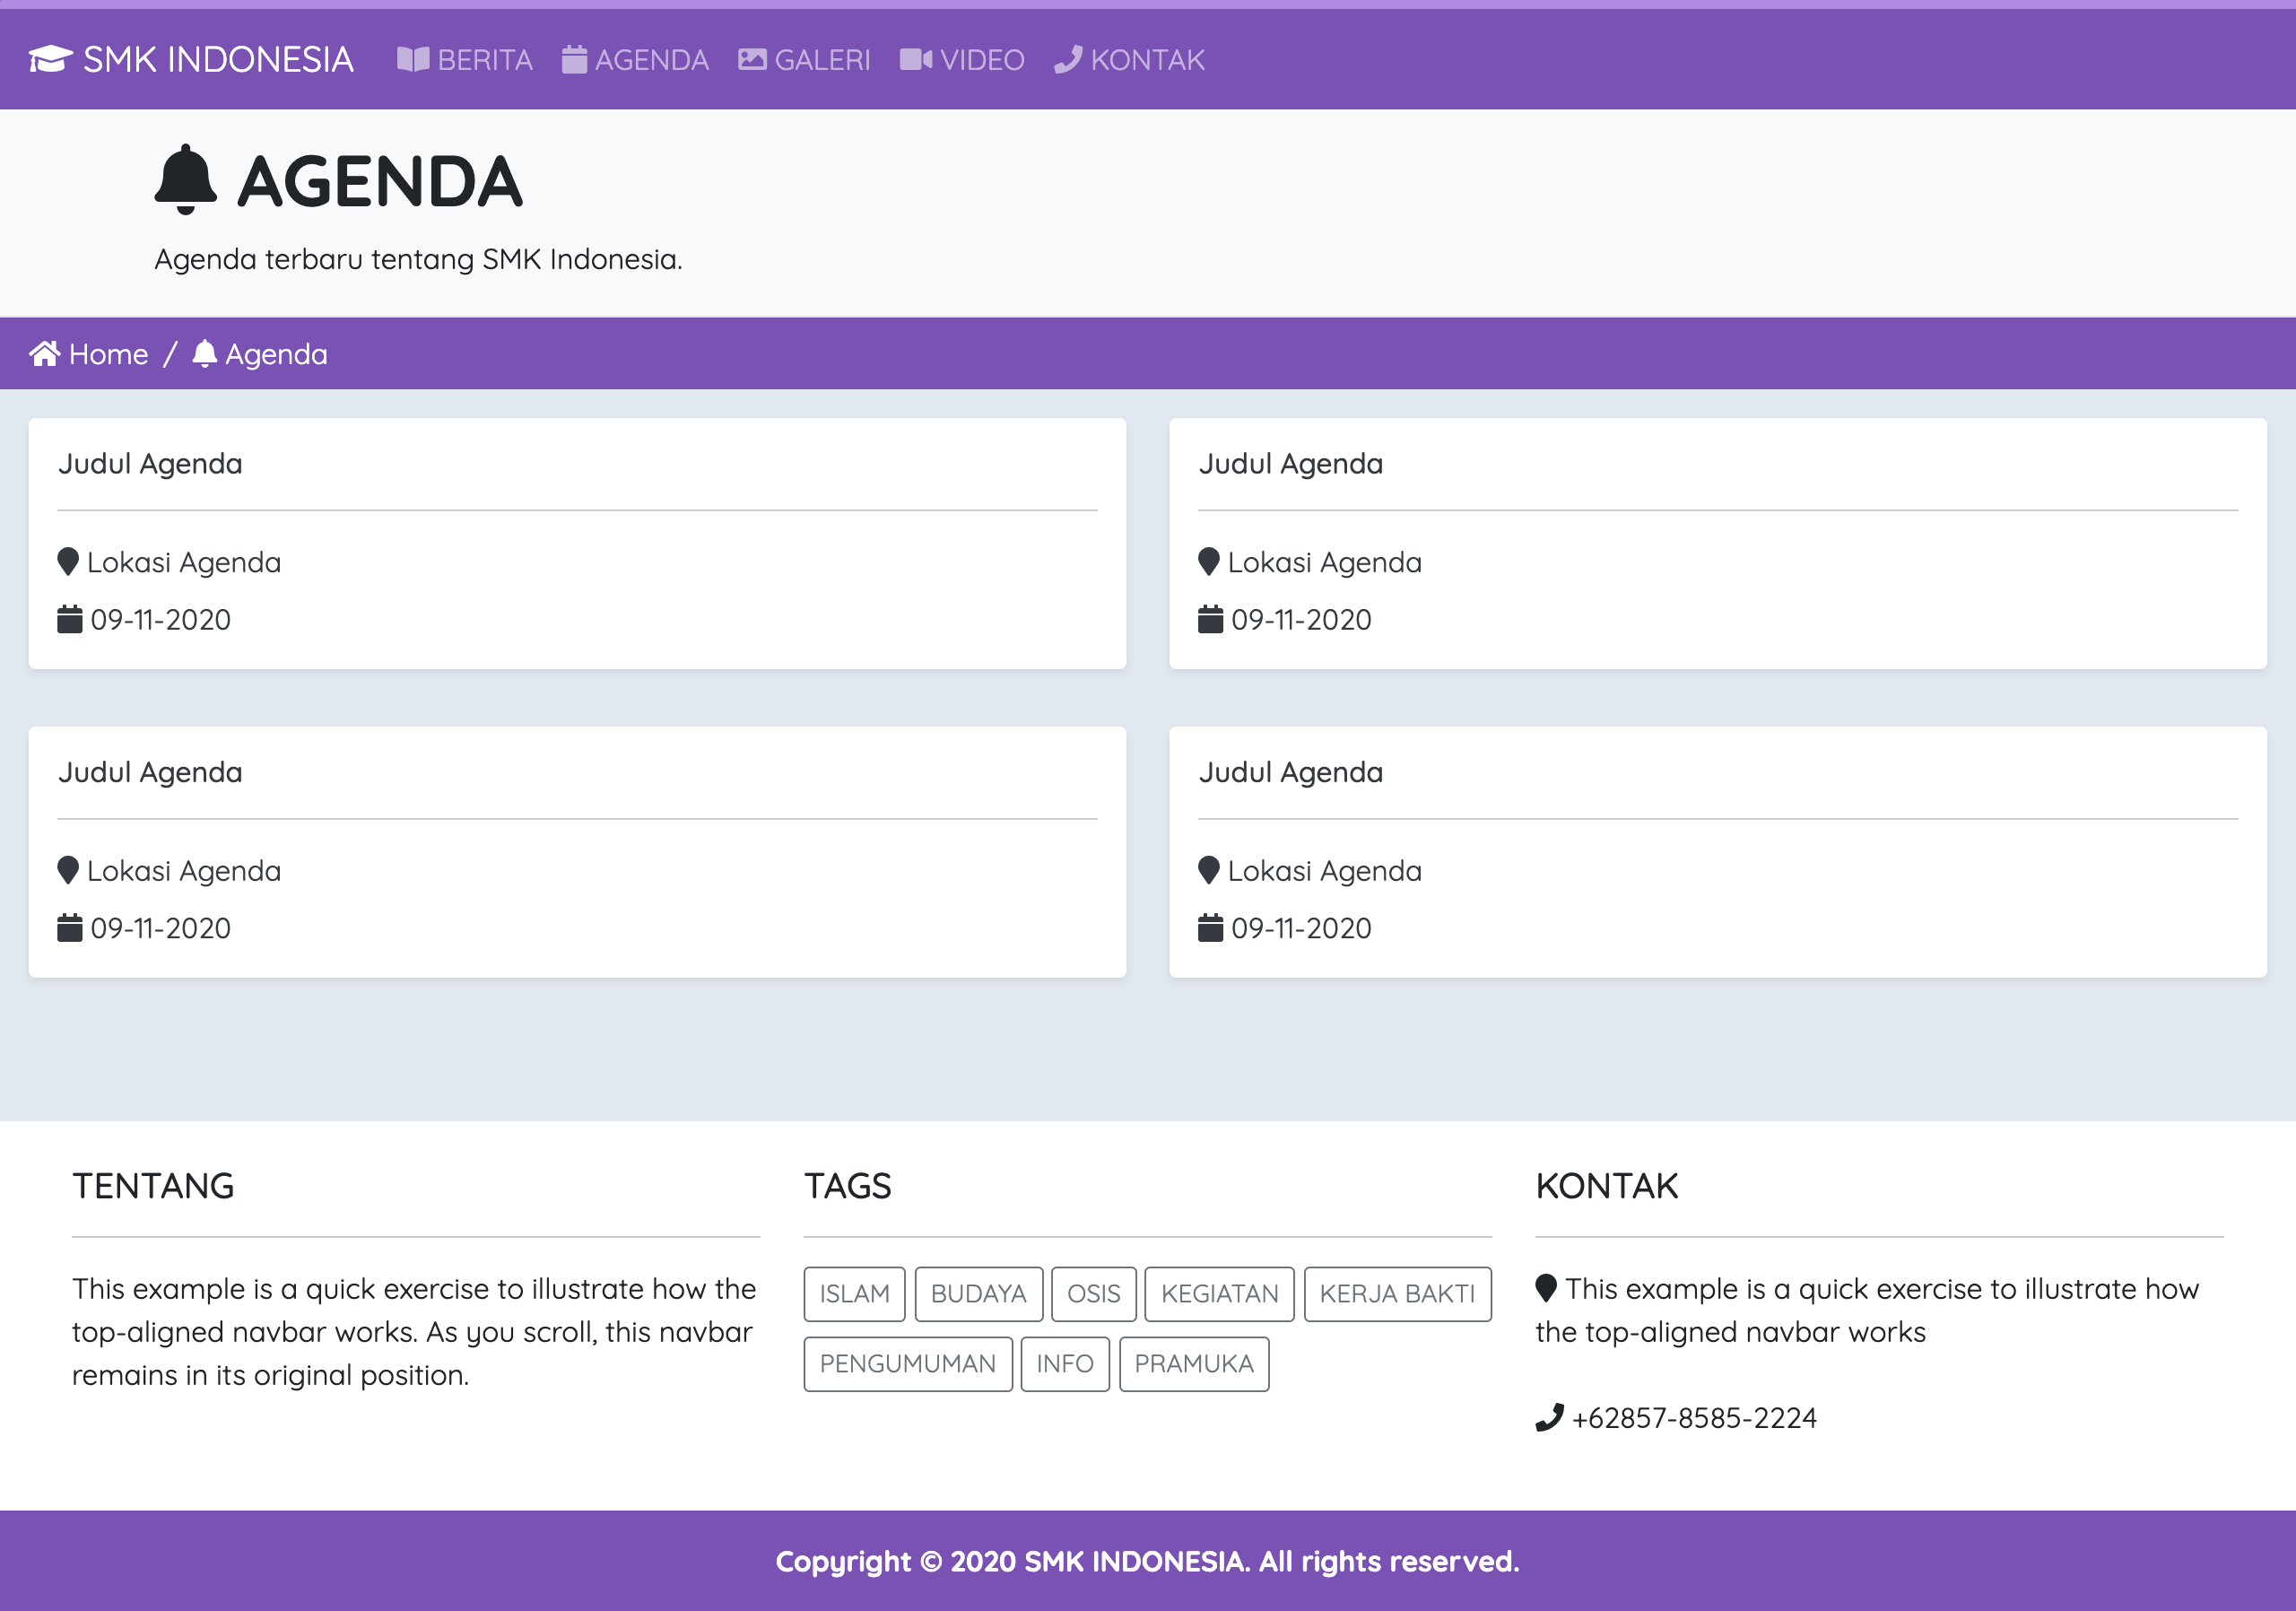 SMK INDONESIA BERITA AGENDA GALERI VIDEO KONTAK
AGENDA
Agenda terbaru tentang SMK Indonesia.
Home / Agenda
Judul Agenda
Lokasi Agenda
09-11-2020
Judul Agenda
Lokasi Agenda
09-11-2020
Judul Agenda
Lokasi Agenda
09-11-2020
Judul Agenda
Lokasi Agenda
09-11-2020
TENTANG
This example is a quick exercise to illustrate how the
top-aligned navbar works. As you scroll, this navbar
remains in its original position.
TAGS
ISLAM BUDAYA OSIS KEGIATAN KERJA BAKTI
PENGUMUMAN INFO PRAMUKA
KONTAK
This example is a quick exercise to illustrate how
the top-aligned navbar works
+62857-8585-2224
Copyright © 2020 SMK INDONESIA. All rights reserved.